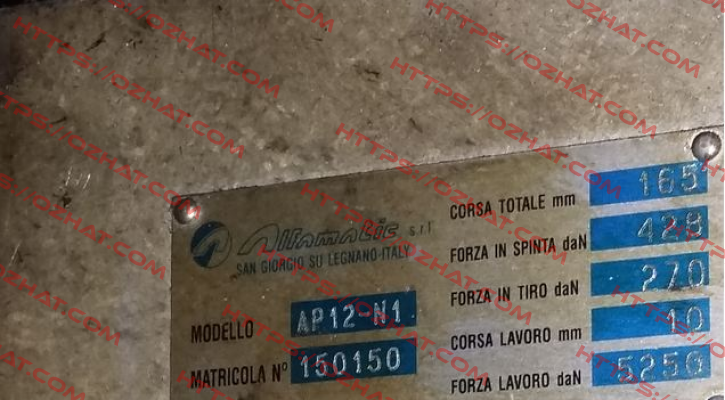 Alfamatic s.r.l
SAN GIORGIO SU LEGNANO-ITALY
MODELLO AP12-N1
MATRICOLA N° 150150
CORSA TOTALE mm 165
FORZA IN SPINTA daN 428
FORZA IN TIRO daN 270
CORSA LAVORO mm 10
FORZA LAVORO daN 5256
HTTPS://OZHAT.COM